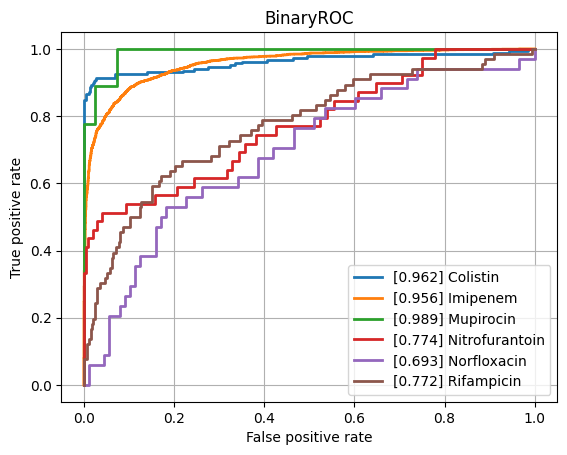 BinaryROC
True positive rate
1.0
0.8
0.6
0.4
0.2
0.0
[0.962] Colistin
[0.956] Imipenem
[0.989] Mupirocin
[0.774] Nitrofurantoin
[0.693] Norfloxacin
[0.772] Rifampicin
0.0 0.2 0.4 0.6 0.8 1.0
False positive rate